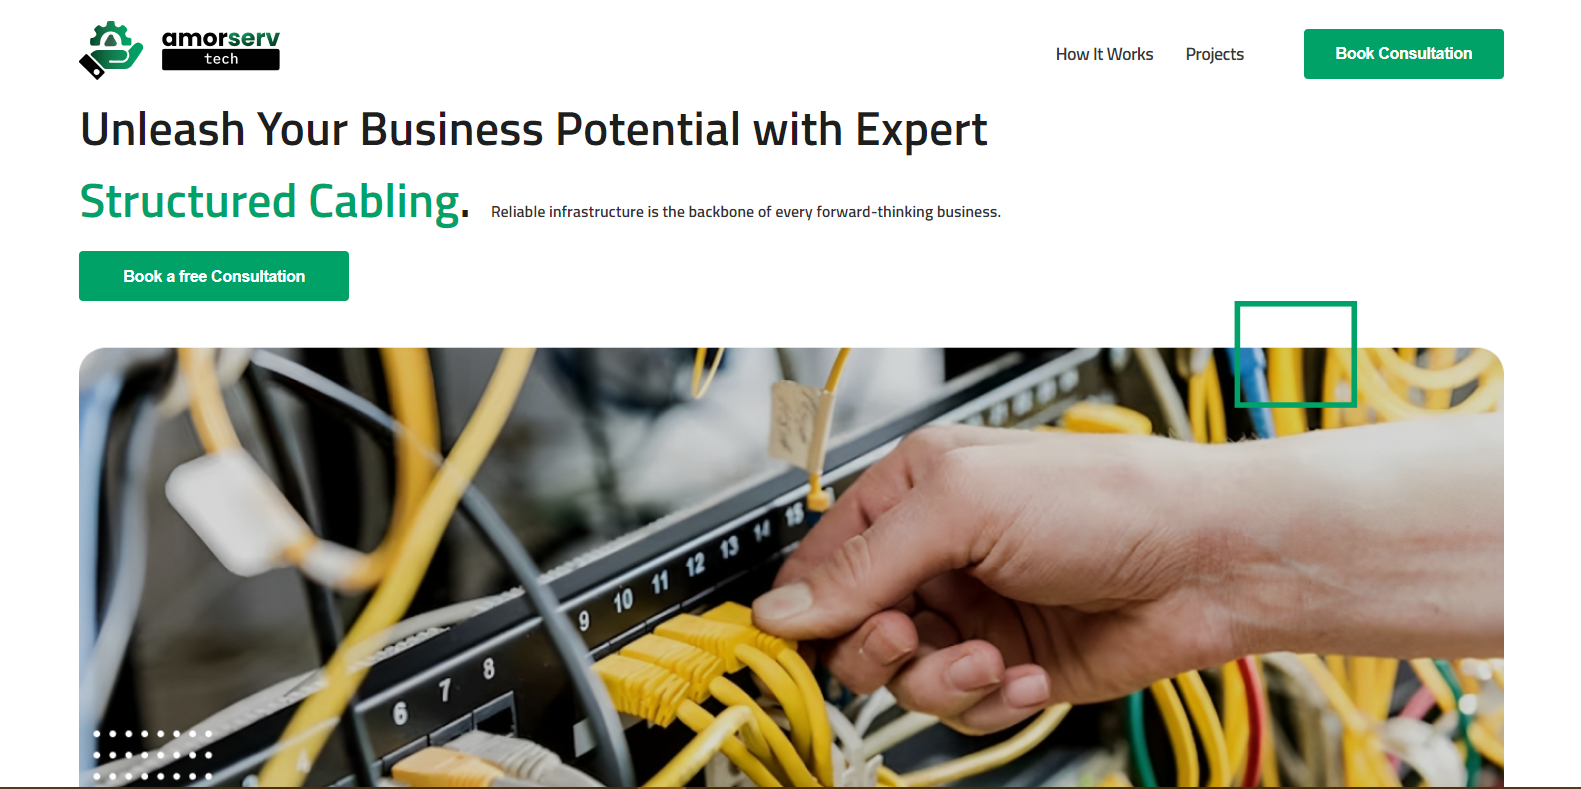 amorserv
tech
How It Works
Projects
Book Consultation
Unleash Your Business Potential with Expert
Structured Cabling.
Reliable infrastructure is the backbone of every forward-thinking business.
Book a free Consultation
15
14
13
12
11
10
9
8
7
6
4